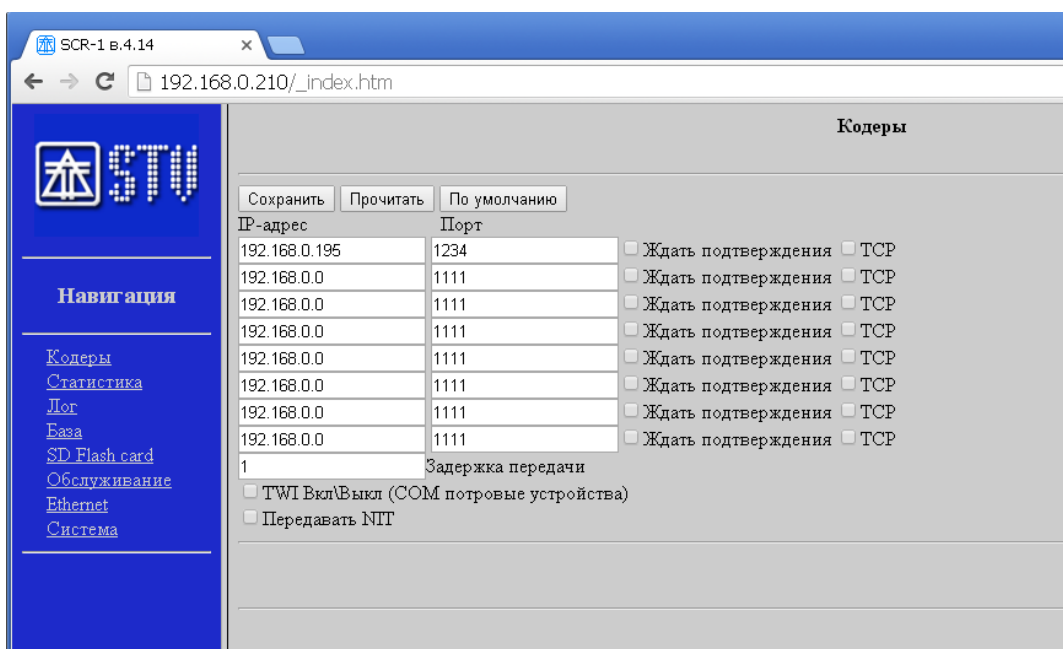 SCR-1 в.4.14
192.168.0.210/_index.htm
STV
Навигация
Кодеры
Статистика
Лог
База
SD Flash card
Обслуживание
Ethernet
Система
Кодеры
Сохранить Прочитать По умолчанию
IP-адрес Порт
192.168.0.195 1234 Ждать подтверждения TCP
192.168.0.0 1111 Ждать подтверждения TCP
192.168.0.0 1111 Ждать подтверждения TCP
192.168.0.0 1111 Ждать подтверждения TCP
192.168.0.0 1111 Ждать подтверждения TCP
192.168.0.0 1111 Ждать подтверждения TCP
192.168.0.0 1111 Ждать подтверждения TCP
192.168.0.0 1111 Ждать подтверждения TCP
1 Задержка передачи
TWI Вкл\Выкл (COM потровые устройства)
Передавать NIT